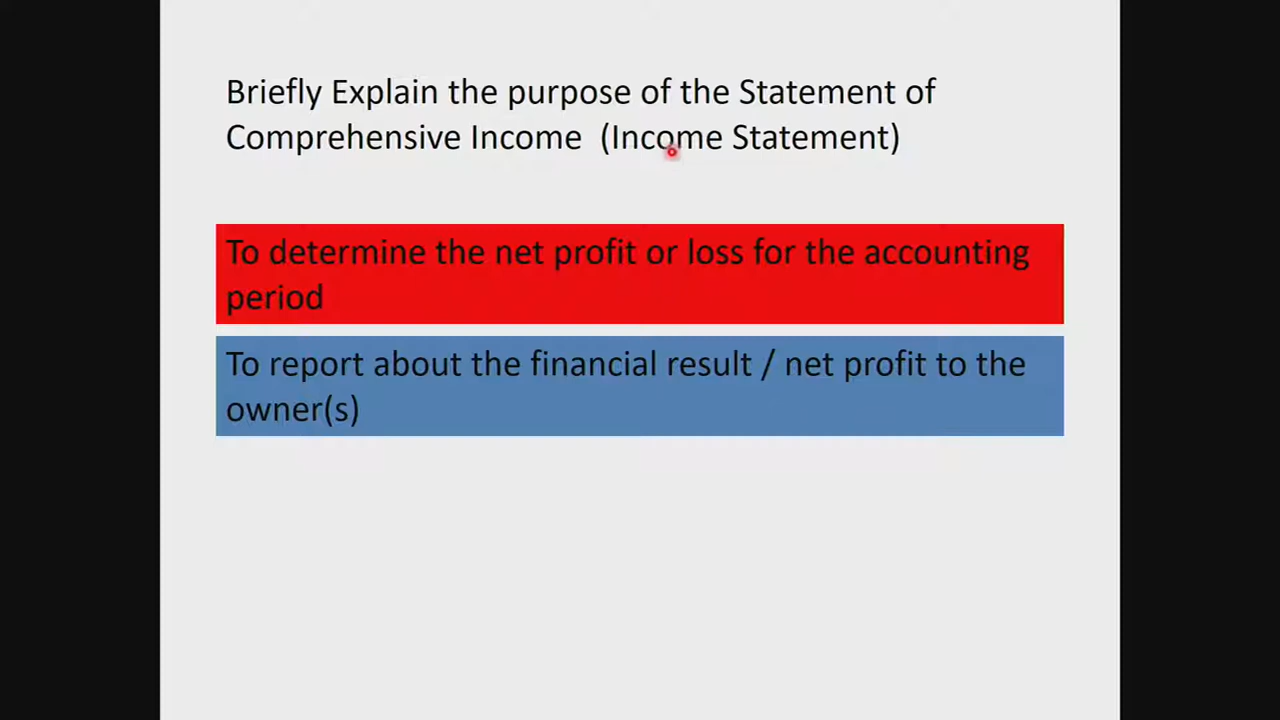 Briefly Explain the purpose of the Statement of
Comprehensive Income (Income Statement)
To determine the net profit or loss for the accounting
period
To report about the financial result / net profit to the
owner(s)